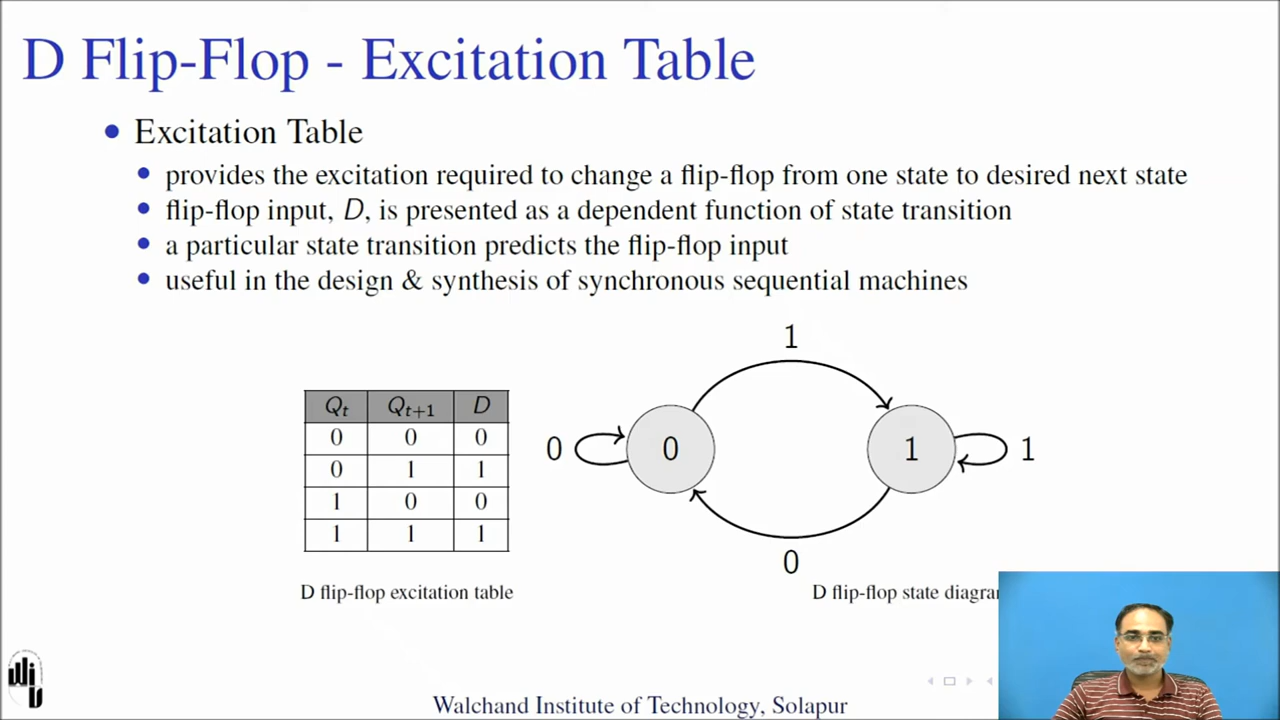 D Flip-Flop - Excitation Table
• Excitation Table
• provides the excitation required to change a flip-flop from one state to desired next state
• flip-flop input, D, is presented as a dependent function of state transition
• a particular state transition predicts the flip-flop input
• useful in the design & synthesis of synchronous sequential machines
Qt Qt+1 D
0 0 0
0 1 1
1 0 0
1 1 1
D flip-flop excitation table
1
0 0 1 1
0
D flip-flop state
Walchand Institute of Technology, Solapur